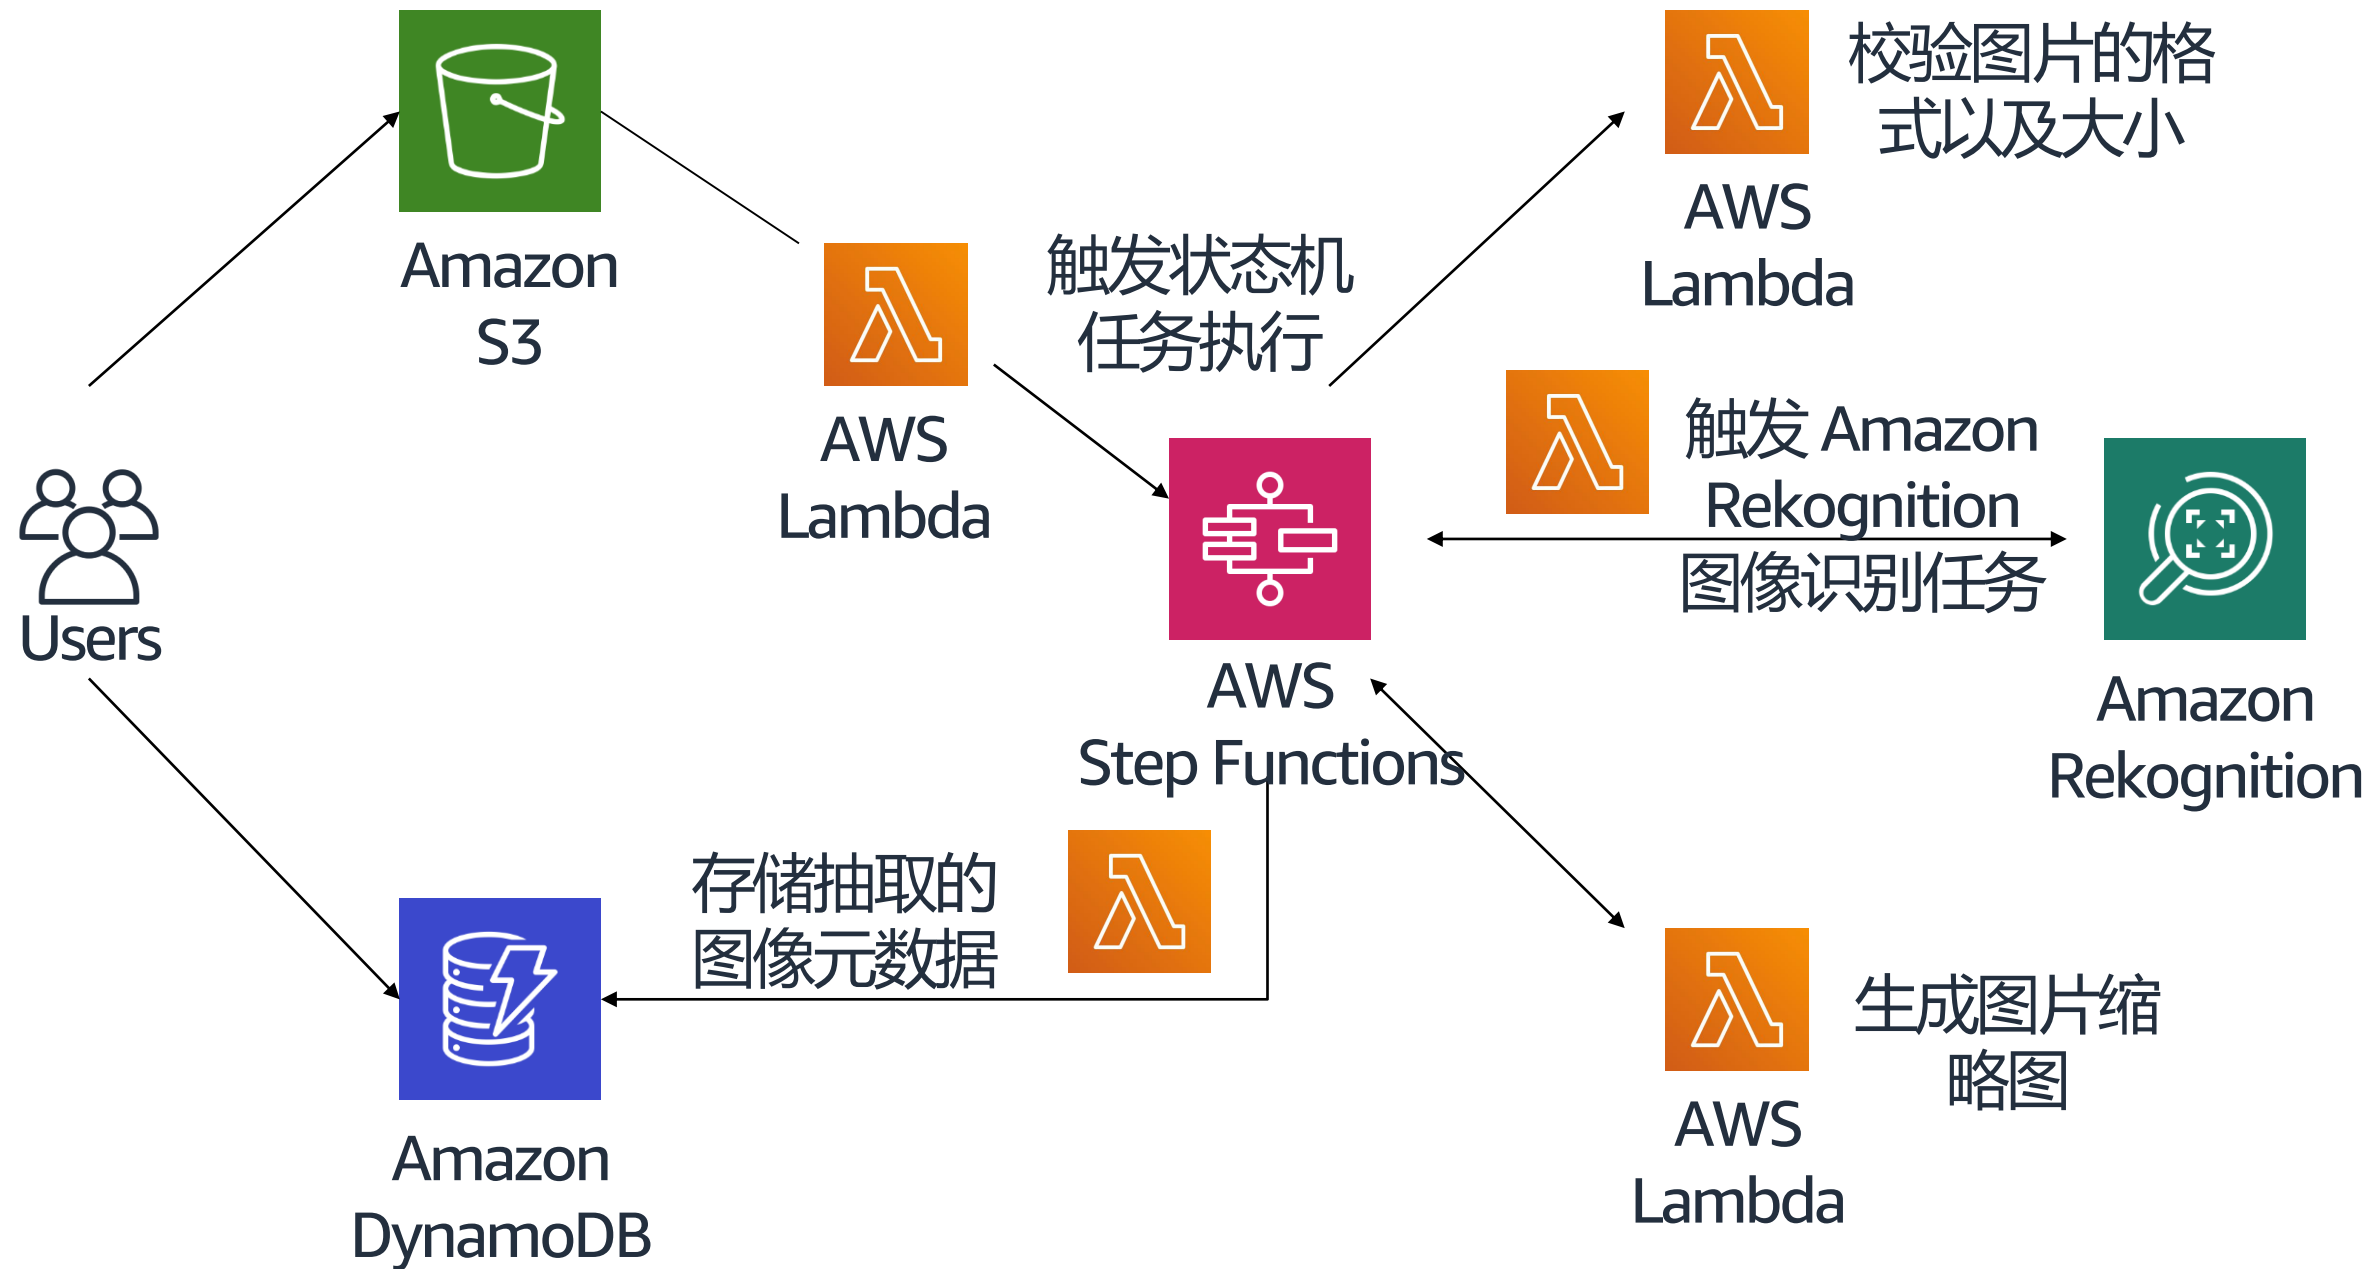 Amazon
S3
AWS
Lambda
触发状态机
任务执行
校验图片的格
式以及大小
AWS
Lambda
触发 Amazon
Rekognition
图像识别任务
Users
AWS
Step Functions
Amazon
Rekognition
存储抽取的
图像元数据
Amazon
DynamoDB
生成图片缩
略图
AWS
Lambda